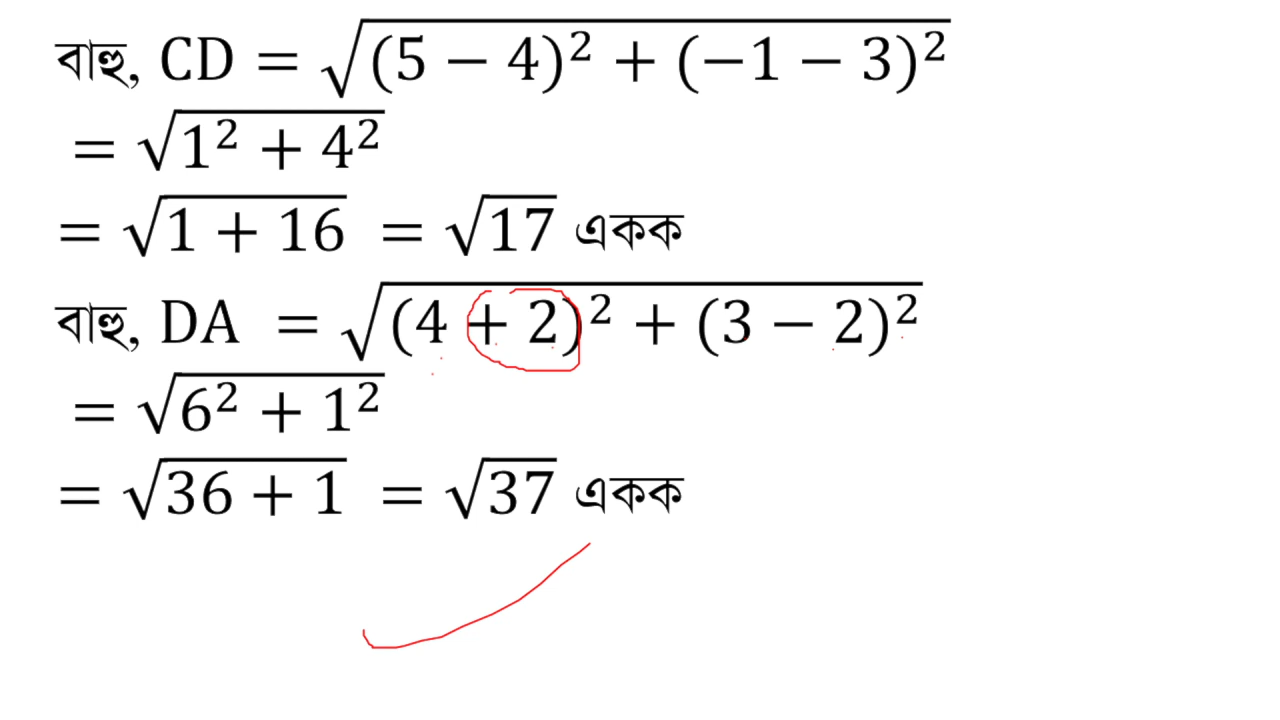 বাহু, CD = √((5 − 4)² + (−1 − 3)²)
= √(1² + 4²)
= √(1 + 16) = √17 একক
বাহু, DA = √((4 + 2)² + (3 − 2)²)
= √(6² + 1²)
= √(36 + 1) = √37 একক